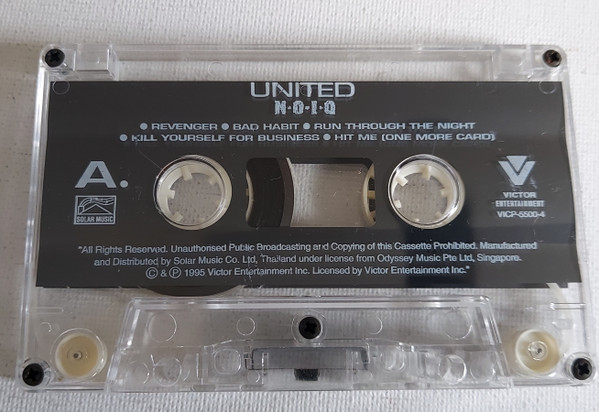 UNITED
N·O·I·Q
● REVENGER ● BAD HABIT ● RUN THROUGH THE NIGHT
● KILL YOURSELF FOR BUSINESS ● HIT ME (ONE MORE CARD)
A.
SOLAR MUSIC
VICTOR
ENTERTAINMENT
VICP-5500-4
"All Rights Reserved. Unauthorised Public Broadcasting and Copying of this Cassette Prohibited. Manufactured
and Distributed by Solar Music Co. Ltd, Thailand under license from Odyssey Music Pte Ltd, Singapore.
© & ℗ 1995 Victor Entertainment Inc. Licensed by Victor Entertainment Inc."